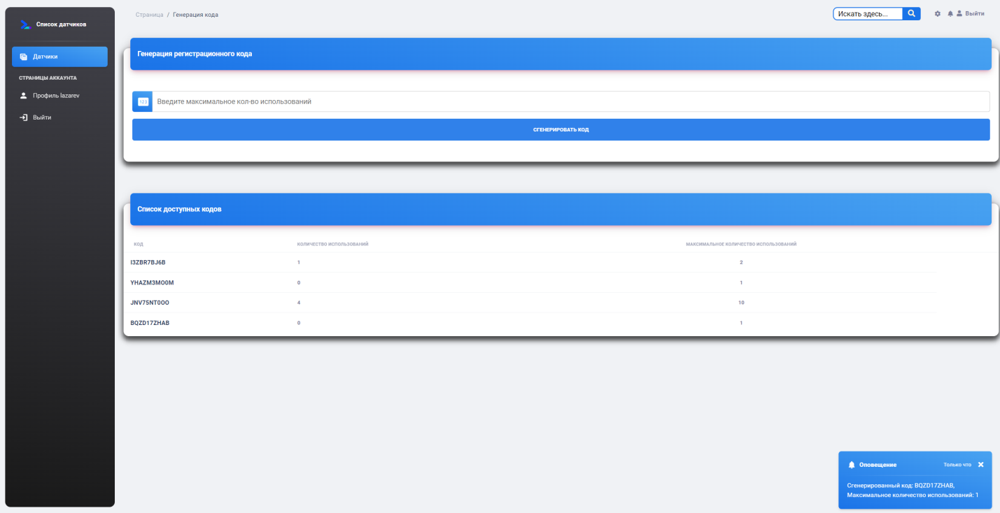 Список датчиков
Датчики
СТРАНИЦЫ АККАУНТА
Профиль lazarev
Выйти
Страница / Генерация кода
Искать здесь...
Выйти
Генерация регистрационного кода
123 Введите максимальное кол-во использований
СГЕНЕРИРОВАТЬ КОД
Список доступных кодов
КОД КОЛИЧЕСТВО ИСПОЛЬЗОВАНИЙ МАКСИМАЛЬНОЕ КОЛИЧЕСТВО ИСПОЛЬЗОВАНИЙ
I3ZBR7BJ6B 1 2
YHAZM3MO0M 0 1
JNV75NT0OO 4 10
BQZD17ZHAB 0 1
Оповещение Только что
Сгенерированный код: BQZD17ZHAB,
Максимальное количество использований: 1